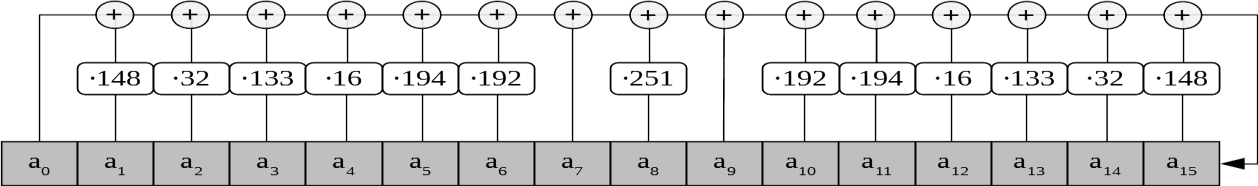 + + + + + + + + + + + + + + +
·148 ·32 ·133 ·16 ·194 ·192 ·251 ·192 ·194 ·16 ·133 ·32 ·148
a₀ a₁ a₂ a₃ a₄ a₅ a₆ a₇ a₈ a₉ a₁₀ a₁₁ a₁₂ a₁₃ a₁₄ a₁₅